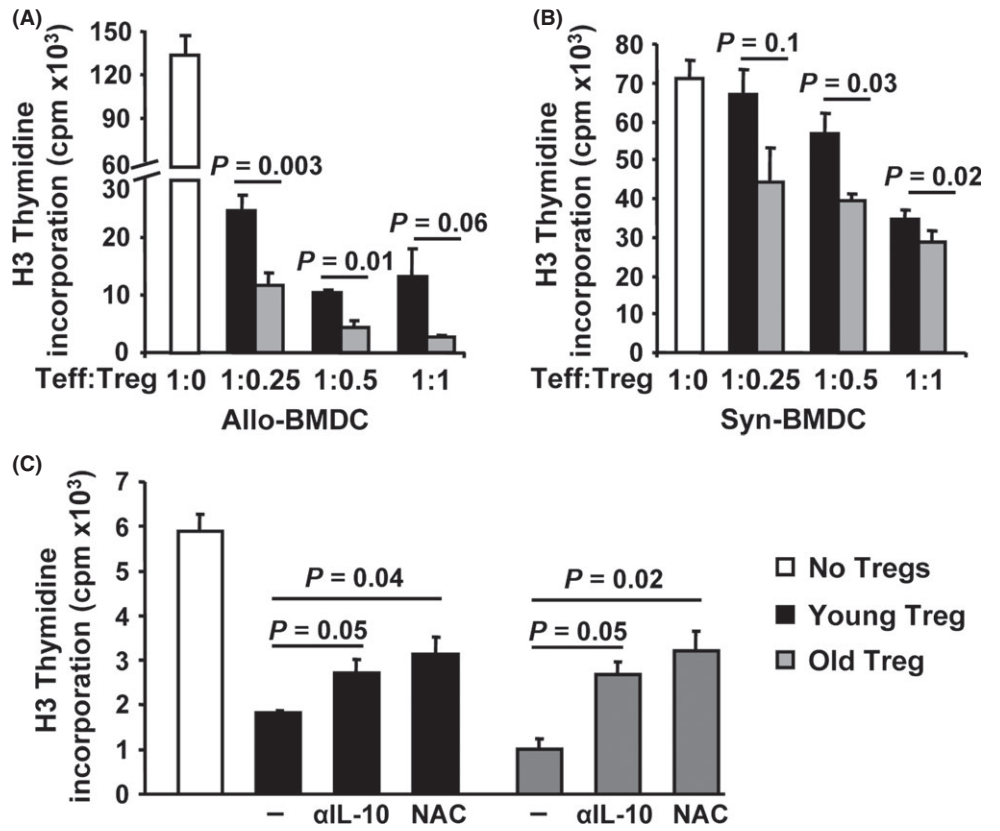 (A)
H3 Thymidine
incorporation (cpm x10³)
150
130
110
90
60
30
20
10
0
P = 0.003
P = 0.01
P = 0.06
Teff:Treg 1:0 1:0.25 1:0.5 1:1
Allo-BMDC
(B)
H3 Thymidine
incorporation (cpm x10³)
80
70
60
50
40
30
20
10
0
P = 0.1
P = 0.03
P = 0.02
Teff:Treg 1:0 1:0.25 1:0.5 1:1
Syn-BMDC
(C)
H3 Thymidine
incorporation (cpm x10³)
7
6
5
4
3
2
1
0
P = 0.04
P = 0.05
P = 0.02
P = 0.05
– αIL-10 NAC – αIL-10 NAC
No Tregs
Young Treg
Old Treg